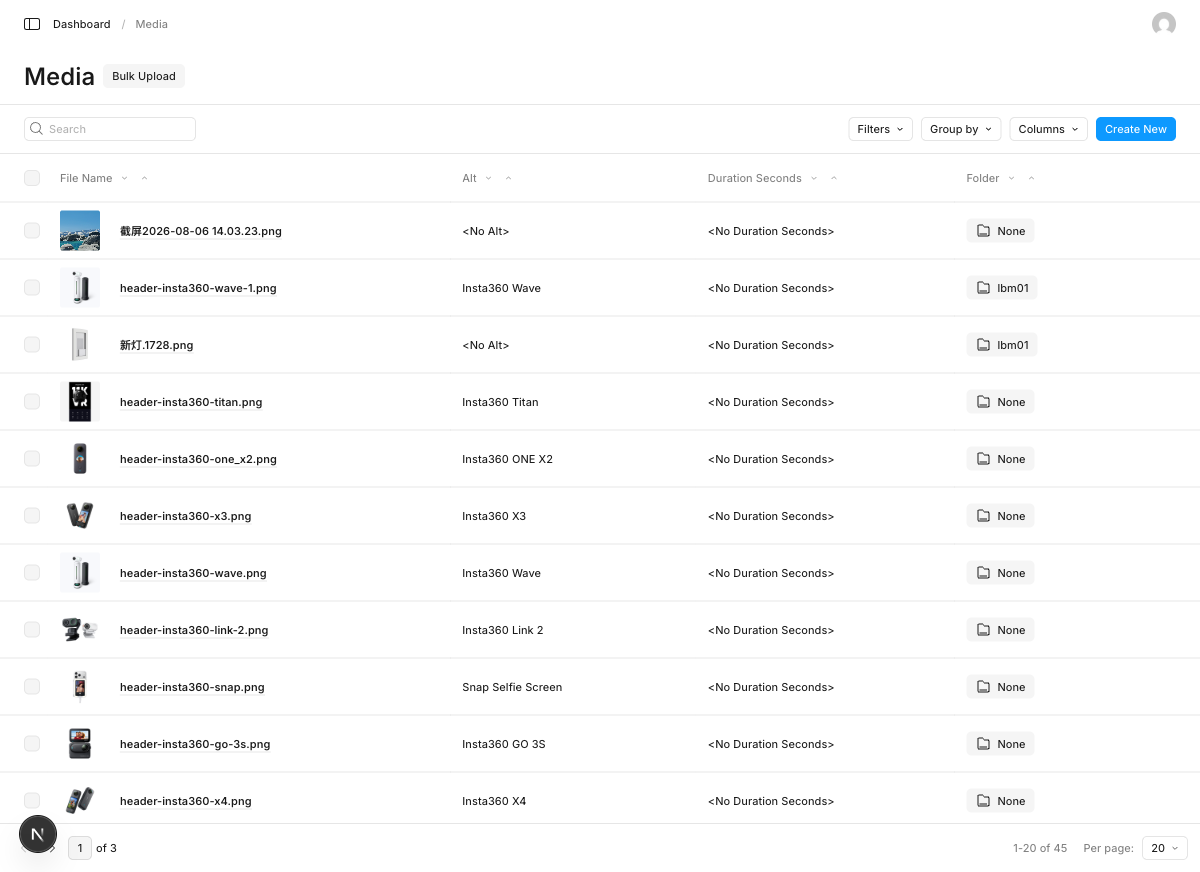 Dashboard / Media
Media Bulk Upload
Search Filters Group by Columns Create New
File Name Alt Duration Seconds Folder
截屏2026-08-06 14.03.23.png <No Alt> <No Duration Seconds> None
header-insta360-wave-1.png Insta360 Wave <No Duration Seconds> lbm01
新灯.1728.png <No Alt> <No Duration Seconds> lbm01
header-insta360-titan.png Insta360 Titan <No Duration Seconds> None
header-insta360-one_x2.png Insta360 ONE X2 <No Duration Seconds> None
header-insta360-x3.png Insta360 X3 <No Duration Seconds> None
header-insta360-wave.png Insta360 Wave <No Duration Seconds> None
header-insta360-link-2.png Insta360 Link 2 <No Duration Seconds> None
header-insta360-snap.png Snap Selfie Screen <No Duration Seconds> None
header-insta360-go-3s.png Insta360 GO 3S <No Duration Seconds> None
header-insta360-x4.png Insta360 X4 <No Duration Seconds> None
N 1 of 3 1-20 of 45 Per page: 20